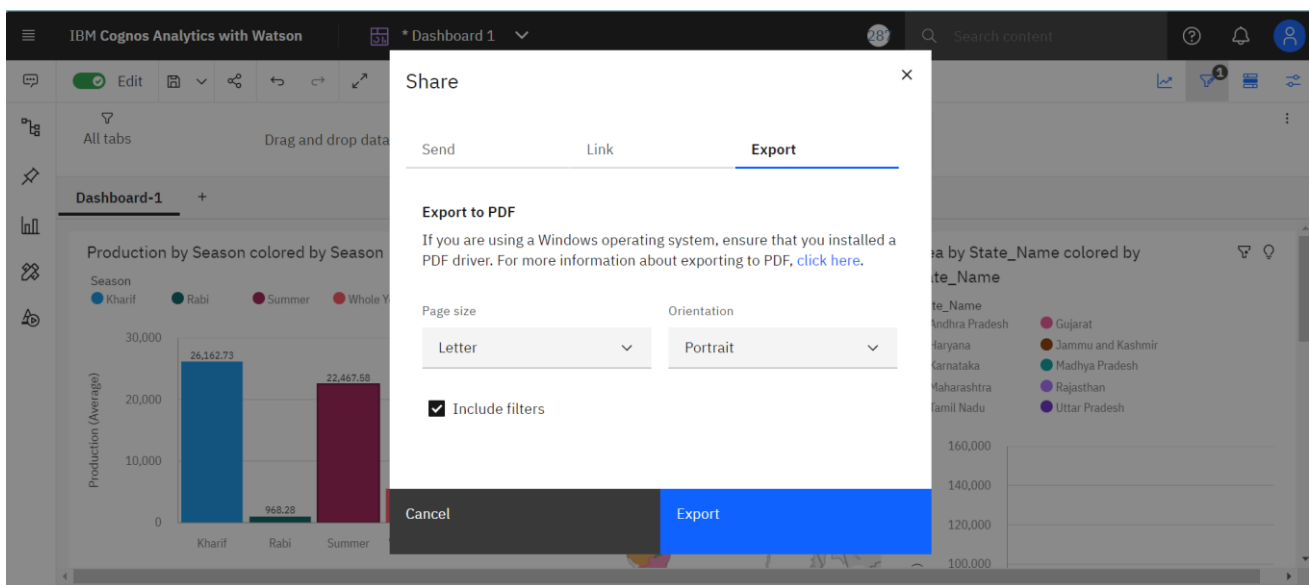 IBM Cognos Analytics with Watson
* Dashboard 1
Search content
Edit
Share
1
All tabs
Drag and drop data
Send
Link
Export
Dashboard-1
+
Export to PDF
If you are using a Windows operating system, ensure that you installed a
PDF driver. For more information about exporting to PDF, click here.
Page size
Orientation
Letter
Portrait
Include filters
Cancel
Export
Production by Season colored by Season
Season
Kharif
Rabi
Summer
Whole
Production (Average)
30,000
20,000
10,000
0
26,162.73
968.28
22,467.58
Kharif
Rabi
Summer
by State_Name colored by
Andhra Pradesh
Gujarat
Haryana
Jammu and Kashmir
Karnataka
Madhya Pradesh
Maharashtra
Rajasthan
Tamil Nadu
Uttar Pradesh
160,000
140,000
120,000
100,000